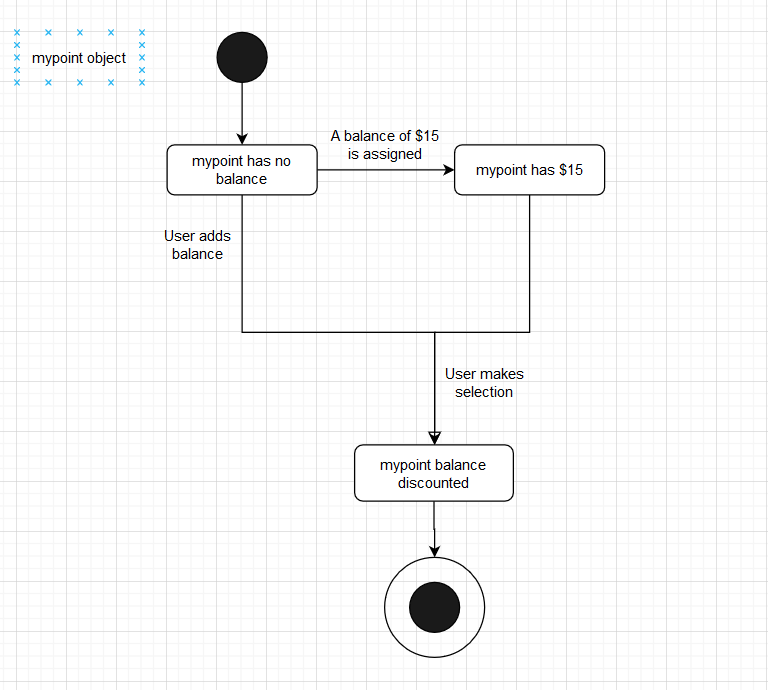 mypoint object
A balance of $15
is assigned
mypoint has no
balance
mypoint has $15
User adds
balance
User makes
selection
mypoint balance
discounted